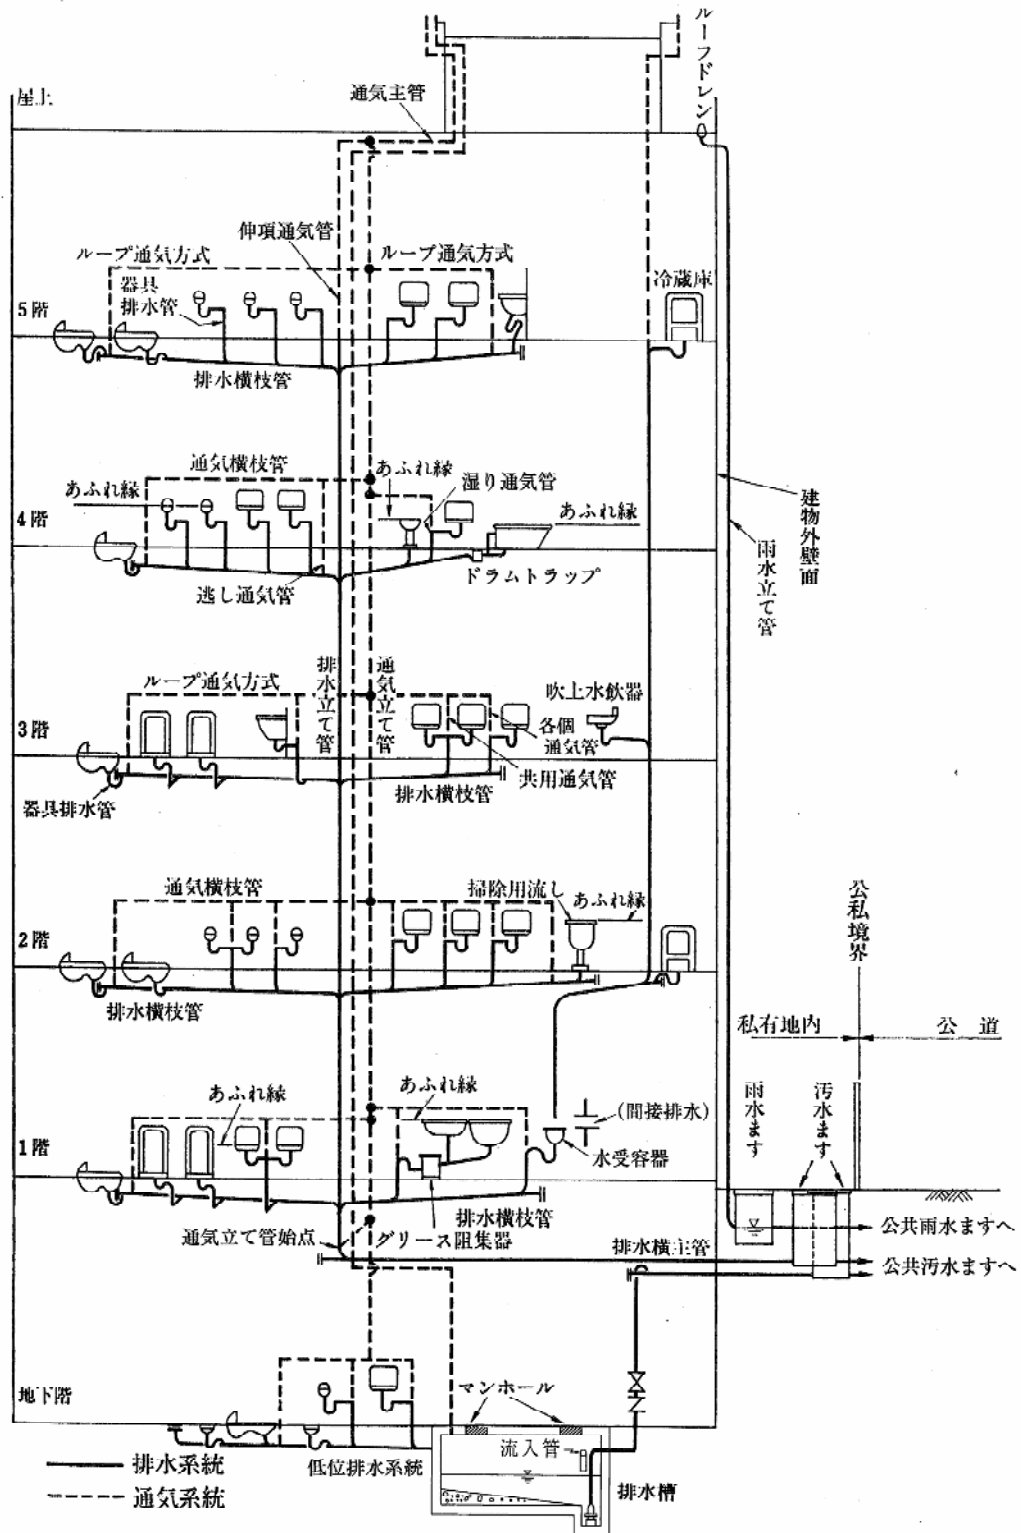 ルーフドレン
屋上
通気主管
伸頂通気管
ループ通気方式
ループ通気方式
器具
排水管
冷蔵庫
5階
排水横枝管
通気横枝管
あふれ縁
湿り通気管
あふれ縁
あふれ縁
4階
建物外壁面
雨水立て管
逃し通気管
ドラムトラップ
ループ通気方式
排水立て管
通気立て管
吹上水飲器
3階
各個
通気管
共用通気管
器具排水管
排水横枝管
通気横枝管
掃除用流し
あふれ縁
公私境界
2階
排水横枝管
私有地内
公道
あふれ縁
あふれ縁
(間接排水)
雨水ます
汚水ます
1階
水受容器
排水横枝管
通気立て管始点
グリース阻集器
排水横主管
公共雨水ますへ
公共汚水ますへ
地下階
マンホール
流入管
排水系統
低位排水系統
排水槽
通気系統